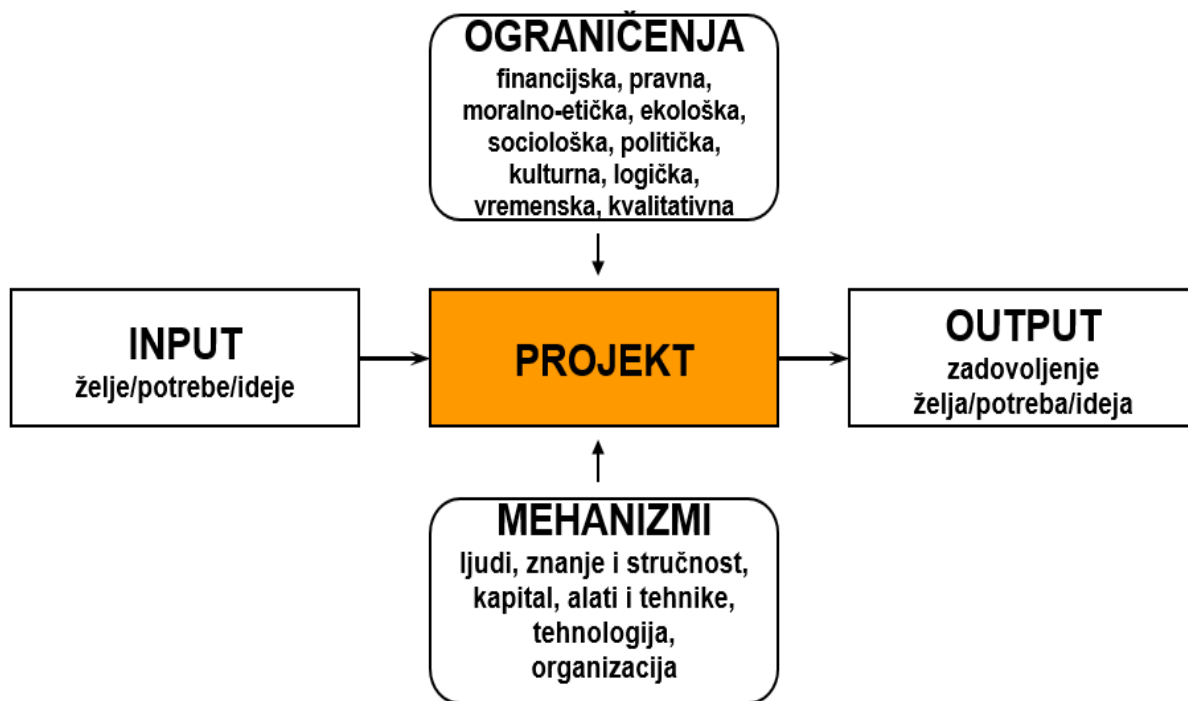 OGRANIČENJA
financijska, pravna,
moralno-etička, ekološka,
sociološka, politička,
kulturna, logička,
vremenska, kvalitativna
INPUT
želje/potrebe/ideje
PROJEKT
OUTPUT
zadovoljenje
želja/potreba/ideja
MEHANIZMI
ljudi, znanje i stručnost,
kapital, alati i tehnike,
tehnologija,
organizacija